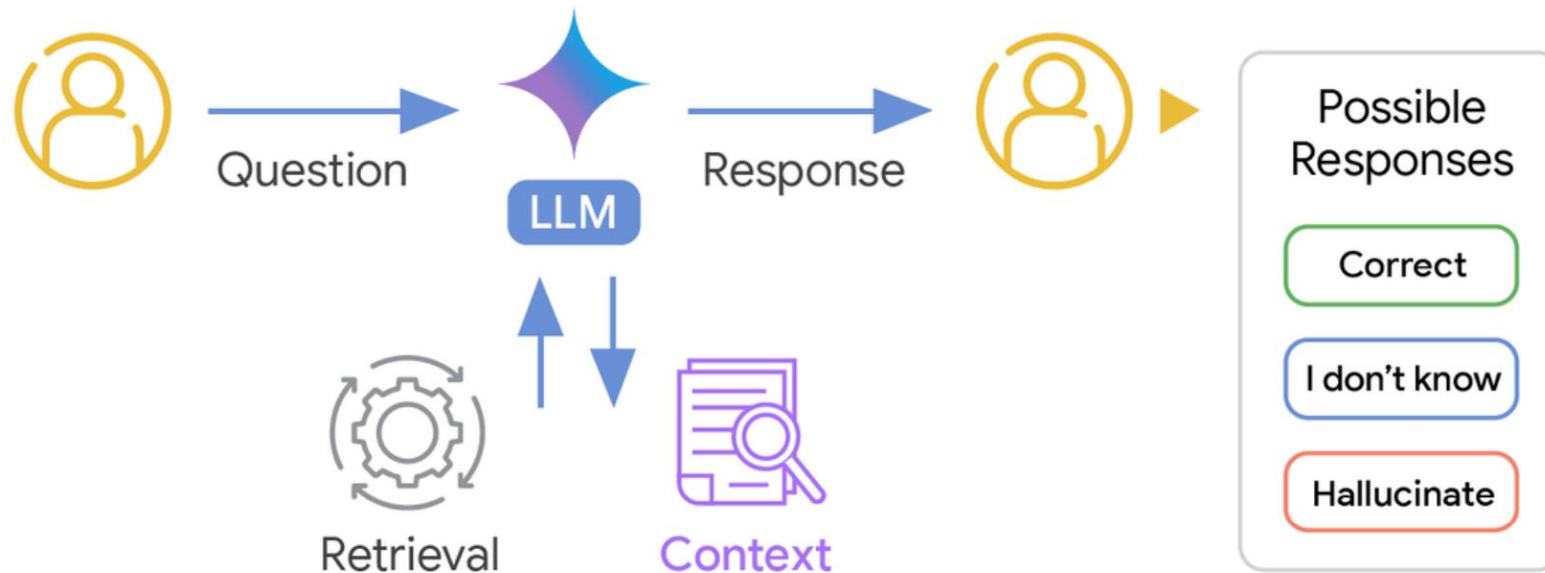 Question
LLM
Response
Retrieval
Context
Possible
Responses
Correct
I don't know
Hallucinate